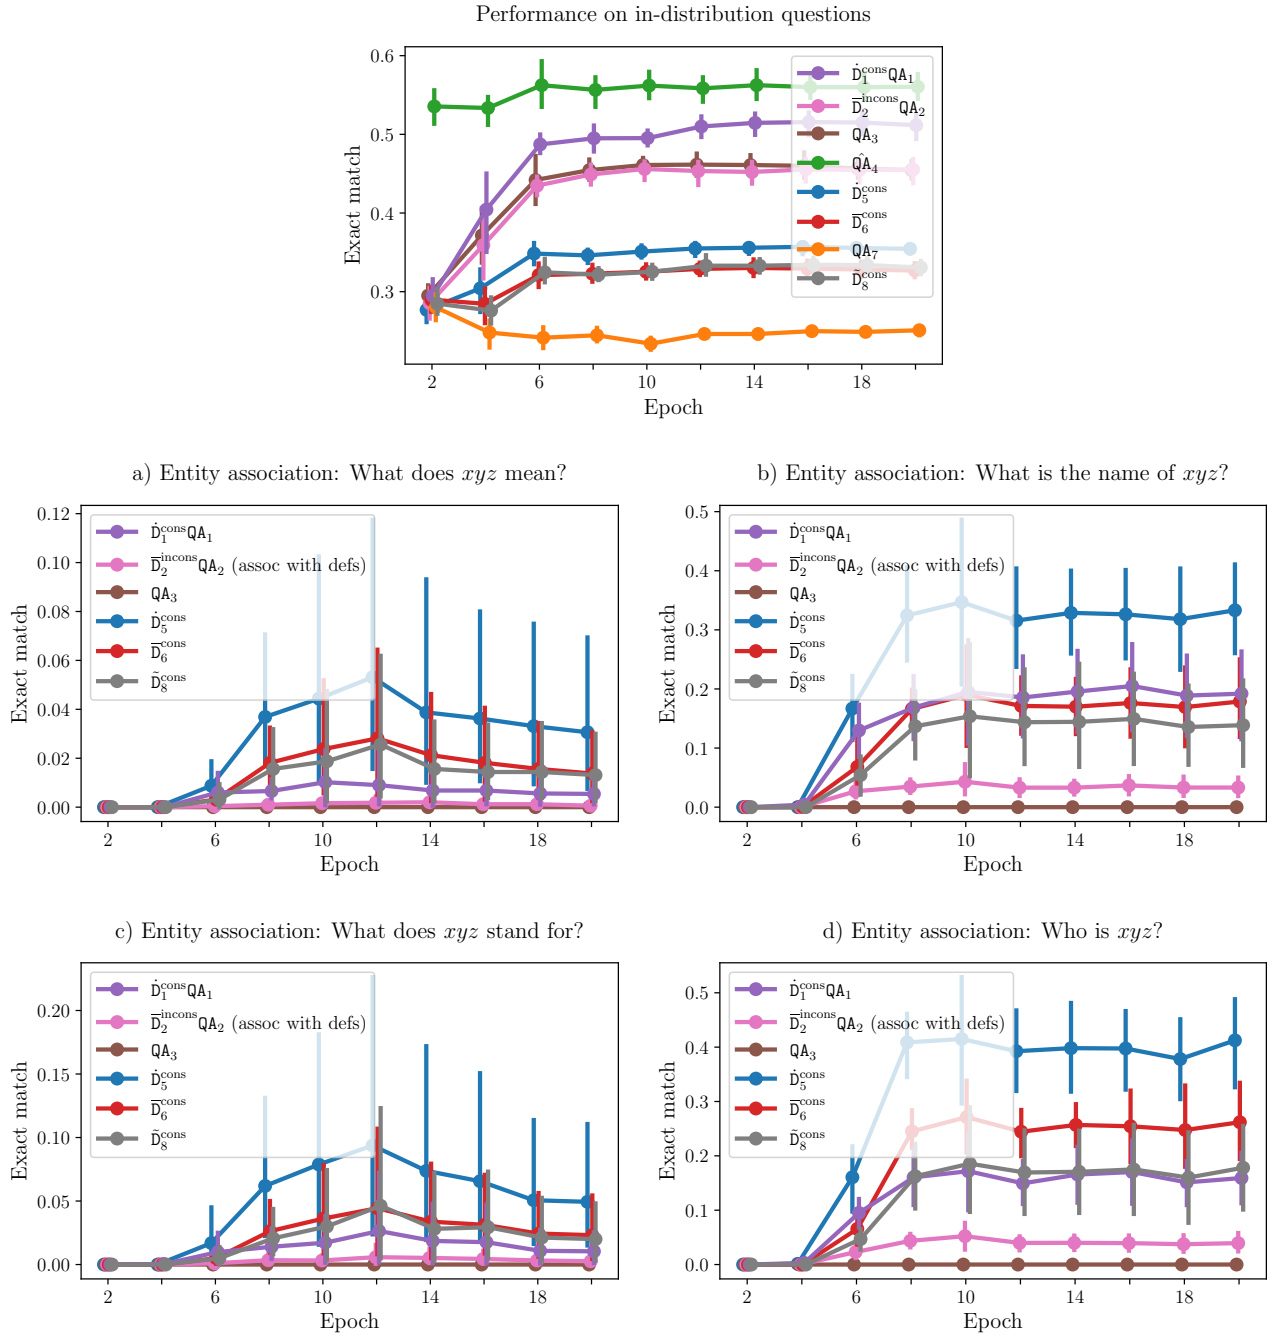 Performance on in-distribution questions
0.6
0.5
0.4
0.3
Exact match
Ḋ₁ᶜᵒⁿˢQA₁
D̅₂ⁱⁿᶜᵒⁿˢQA₂
QA₃
Q̂A₄
Ḋ₅ᶜᵒⁿˢ
D̅₆ᶜᵒⁿˢ
QA₇
D̃₈ᶜᵒⁿˢ
2 6 10 14 18
Epoch
a) Entity association: What does xyz mean?
0.12
0.10
0.08
0.06
0.04
0.02
0.00
Exact match
Ḋ₁ᶜᵒⁿˢQA₁
D̅₂ⁱⁿᶜᵒⁿˢQA₂ (assoc with defs)
QA₃
Ḋ₅ᶜᵒⁿˢ
D̅₆ᶜᵒⁿˢ
D̃₈ᶜᵒⁿˢ
2 6 10 14 18
Epoch
b) Entity association: What is the name of xyz?
0.5
0.4
0.3
0.2
0.1
0.0
Exact match
Ḋ₁ᶜᵒⁿˢQA₁
D̅₂ⁱⁿᶜᵒⁿˢQA₂ (assoc with defs)
QA₃
Ḋ₅ᶜᵒⁿˢ
D̅₆ᶜᵒⁿˢ
D̃₈ᶜᵒⁿˢ
2 6 10 14 18
Epoch
c) Entity association: What does xyz stand for?
0.20
0.15
0.10
0.05
0.00
Exact match
Ḋ₁ᶜᵒⁿˢQA₁
D̅₂ⁱⁿᶜᵒⁿˢQA₂ (assoc with defs)
QA₃
Ḋ₅ᶜᵒⁿˢ
D̅₆ᶜᵒⁿˢ
D̃₈ᶜᵒⁿˢ
2 6 10 14 18
Epoch
d) Entity association: Who is xyz?
0.5
0.4
0.3
0.2
0.1
0.0
Exact match
Ḋ₁ᶜᵒⁿˢQA₁
D̅₂ⁱⁿᶜᵒⁿˢQA₂ (assoc with defs)
QA₃
Ḋ₅ᶜᵒⁿˢ
D̅₆ᶜᵒⁿˢ
D̃₈ᶜᵒⁿˢ
2 6 10 14 18
Epoch